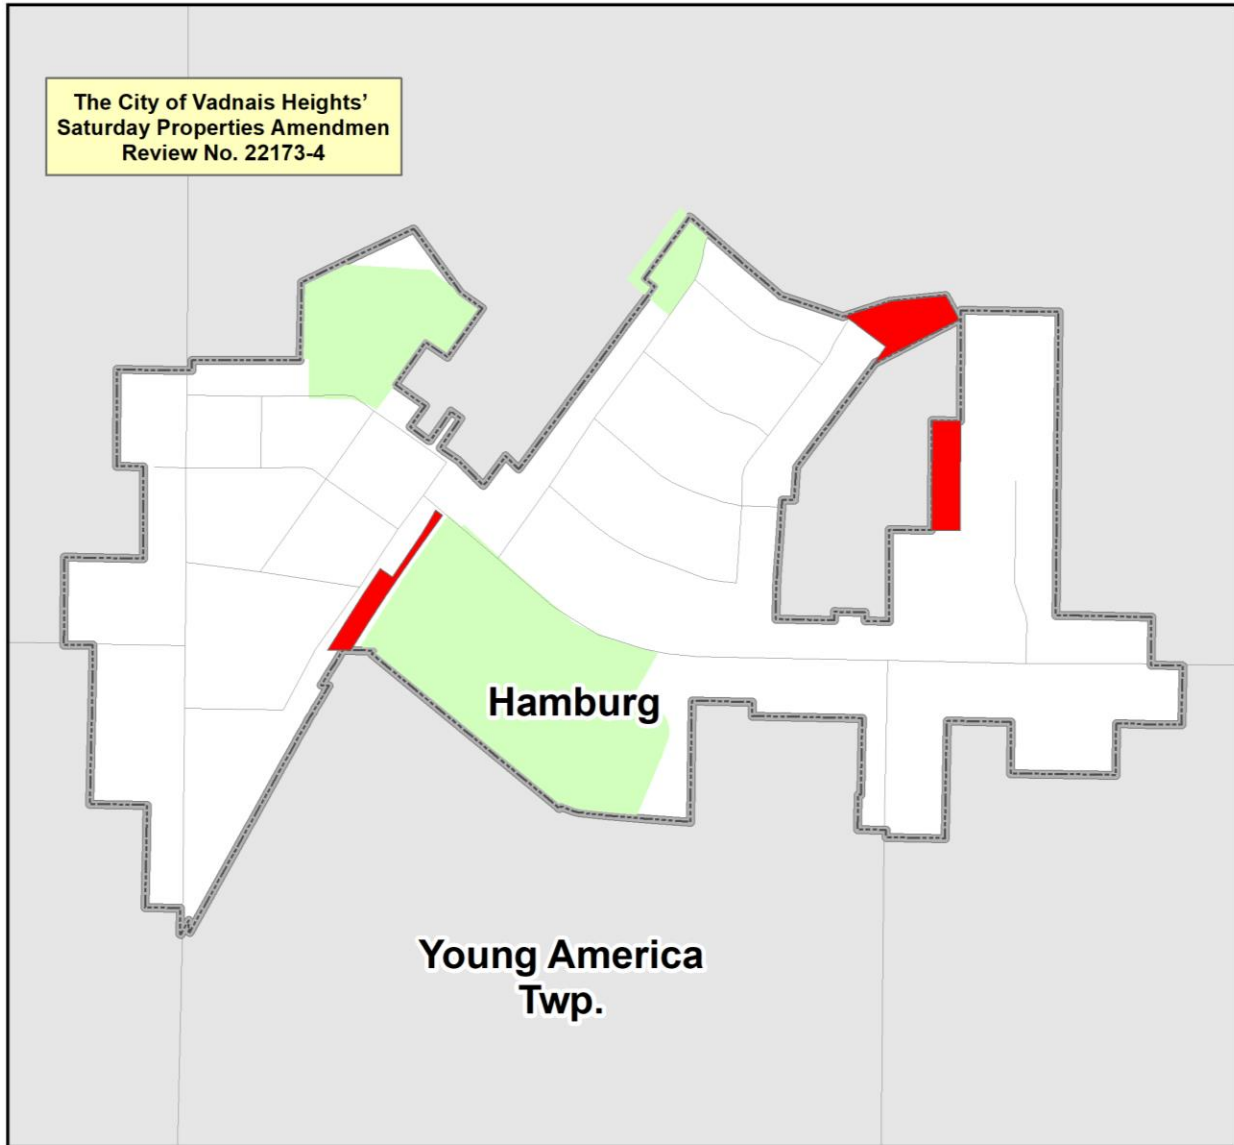 The City of Vadnais Heights’
Saturday Properties Amendmen
Review No. 22173-4
Hamburg
Young America
Twp.